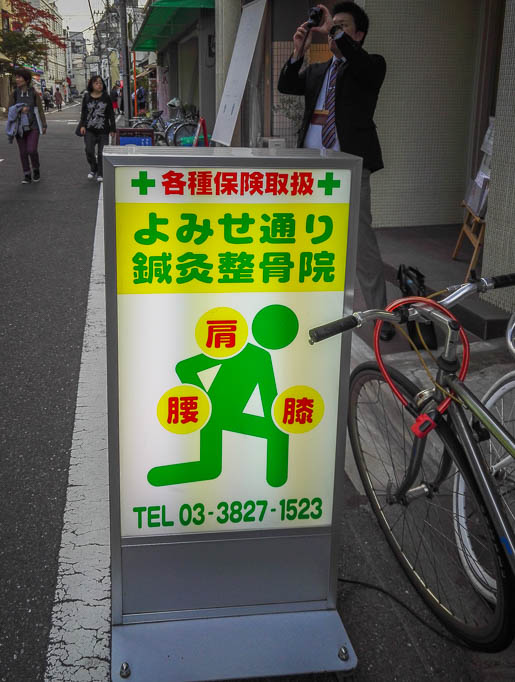 ✚各種保険取扱✚
よみせ通り
鍼灸整骨院
肩
腰
膝
TEL 03-3827-1523